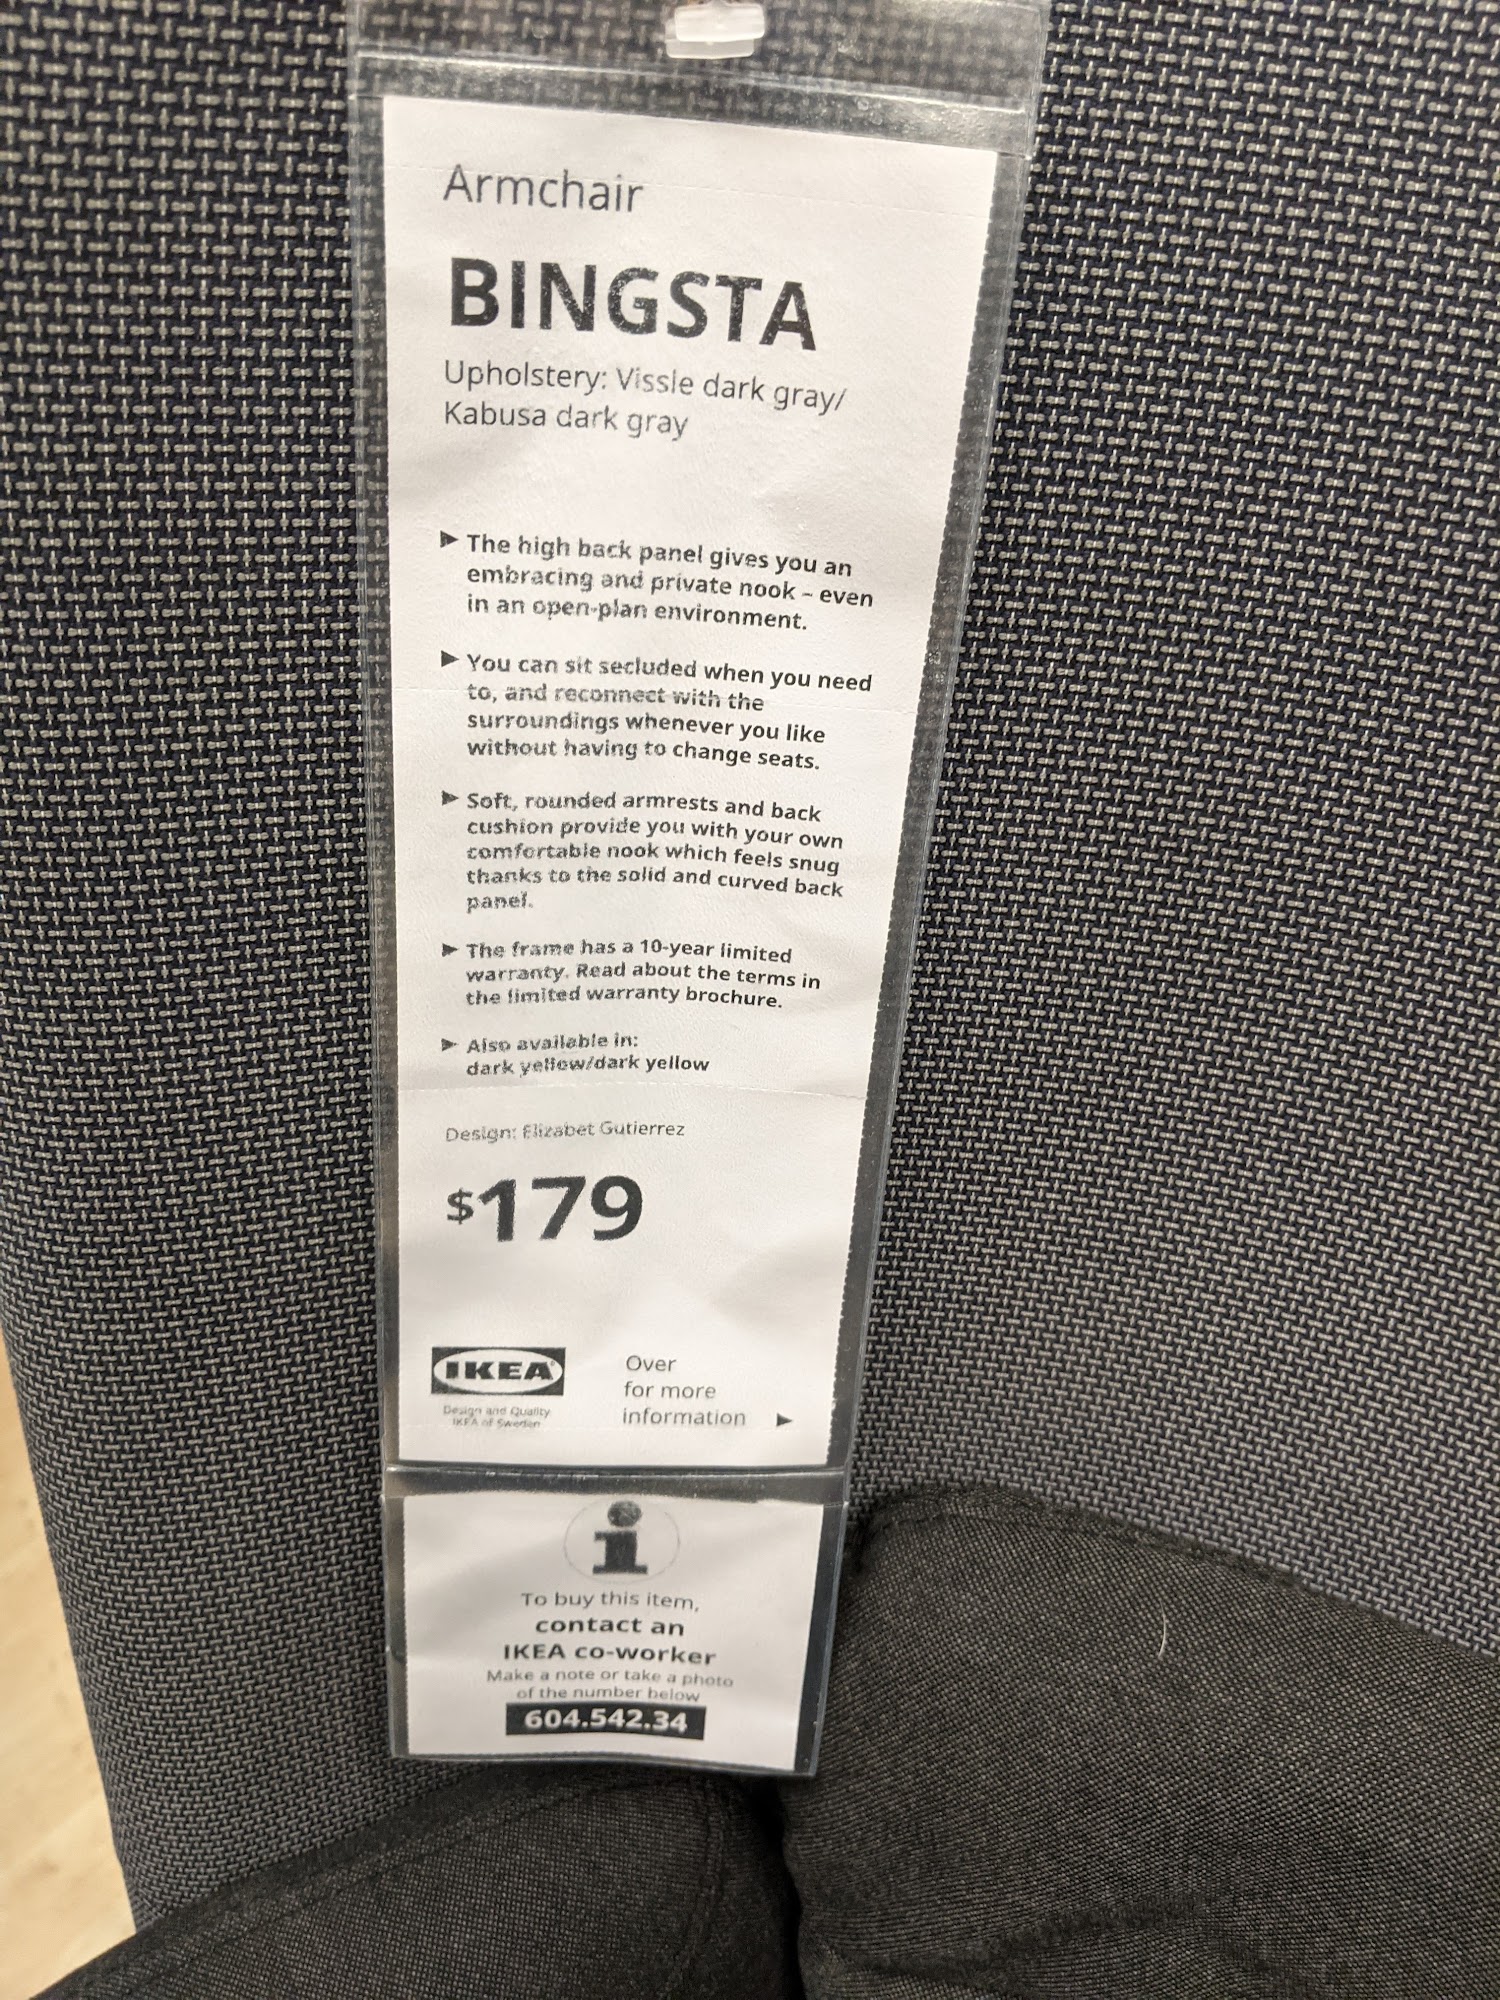 Armchair
BINGSTA
Upholstery: Vissle dark gray/
Kabusa dark gray
► The high back panel gives you an
embracing and private nook – even
in an open-plan environment.
► You can sit secluded when you need
to, and reconnect with the
surroundings whenever you like
without having to change seats.
► Soft, rounded armrests and back
cushion provide you with your own
comfortable nook which feels snug
thanks to the solid and curved back
panel.
► The frame has a 10-year limited
warranty. Read about the terms in
the limited warranty brochure.
► Also available in:
dark yellow/dark yellow
Design: Elizabet Gutierrez
$179
IKEA®
Design and Quality
IKEA of Sweden
Over
for more
information ►
i
To buy this item,
contact an
IKEA co-worker
Make a note or take a photo
of the number below
604.542.34